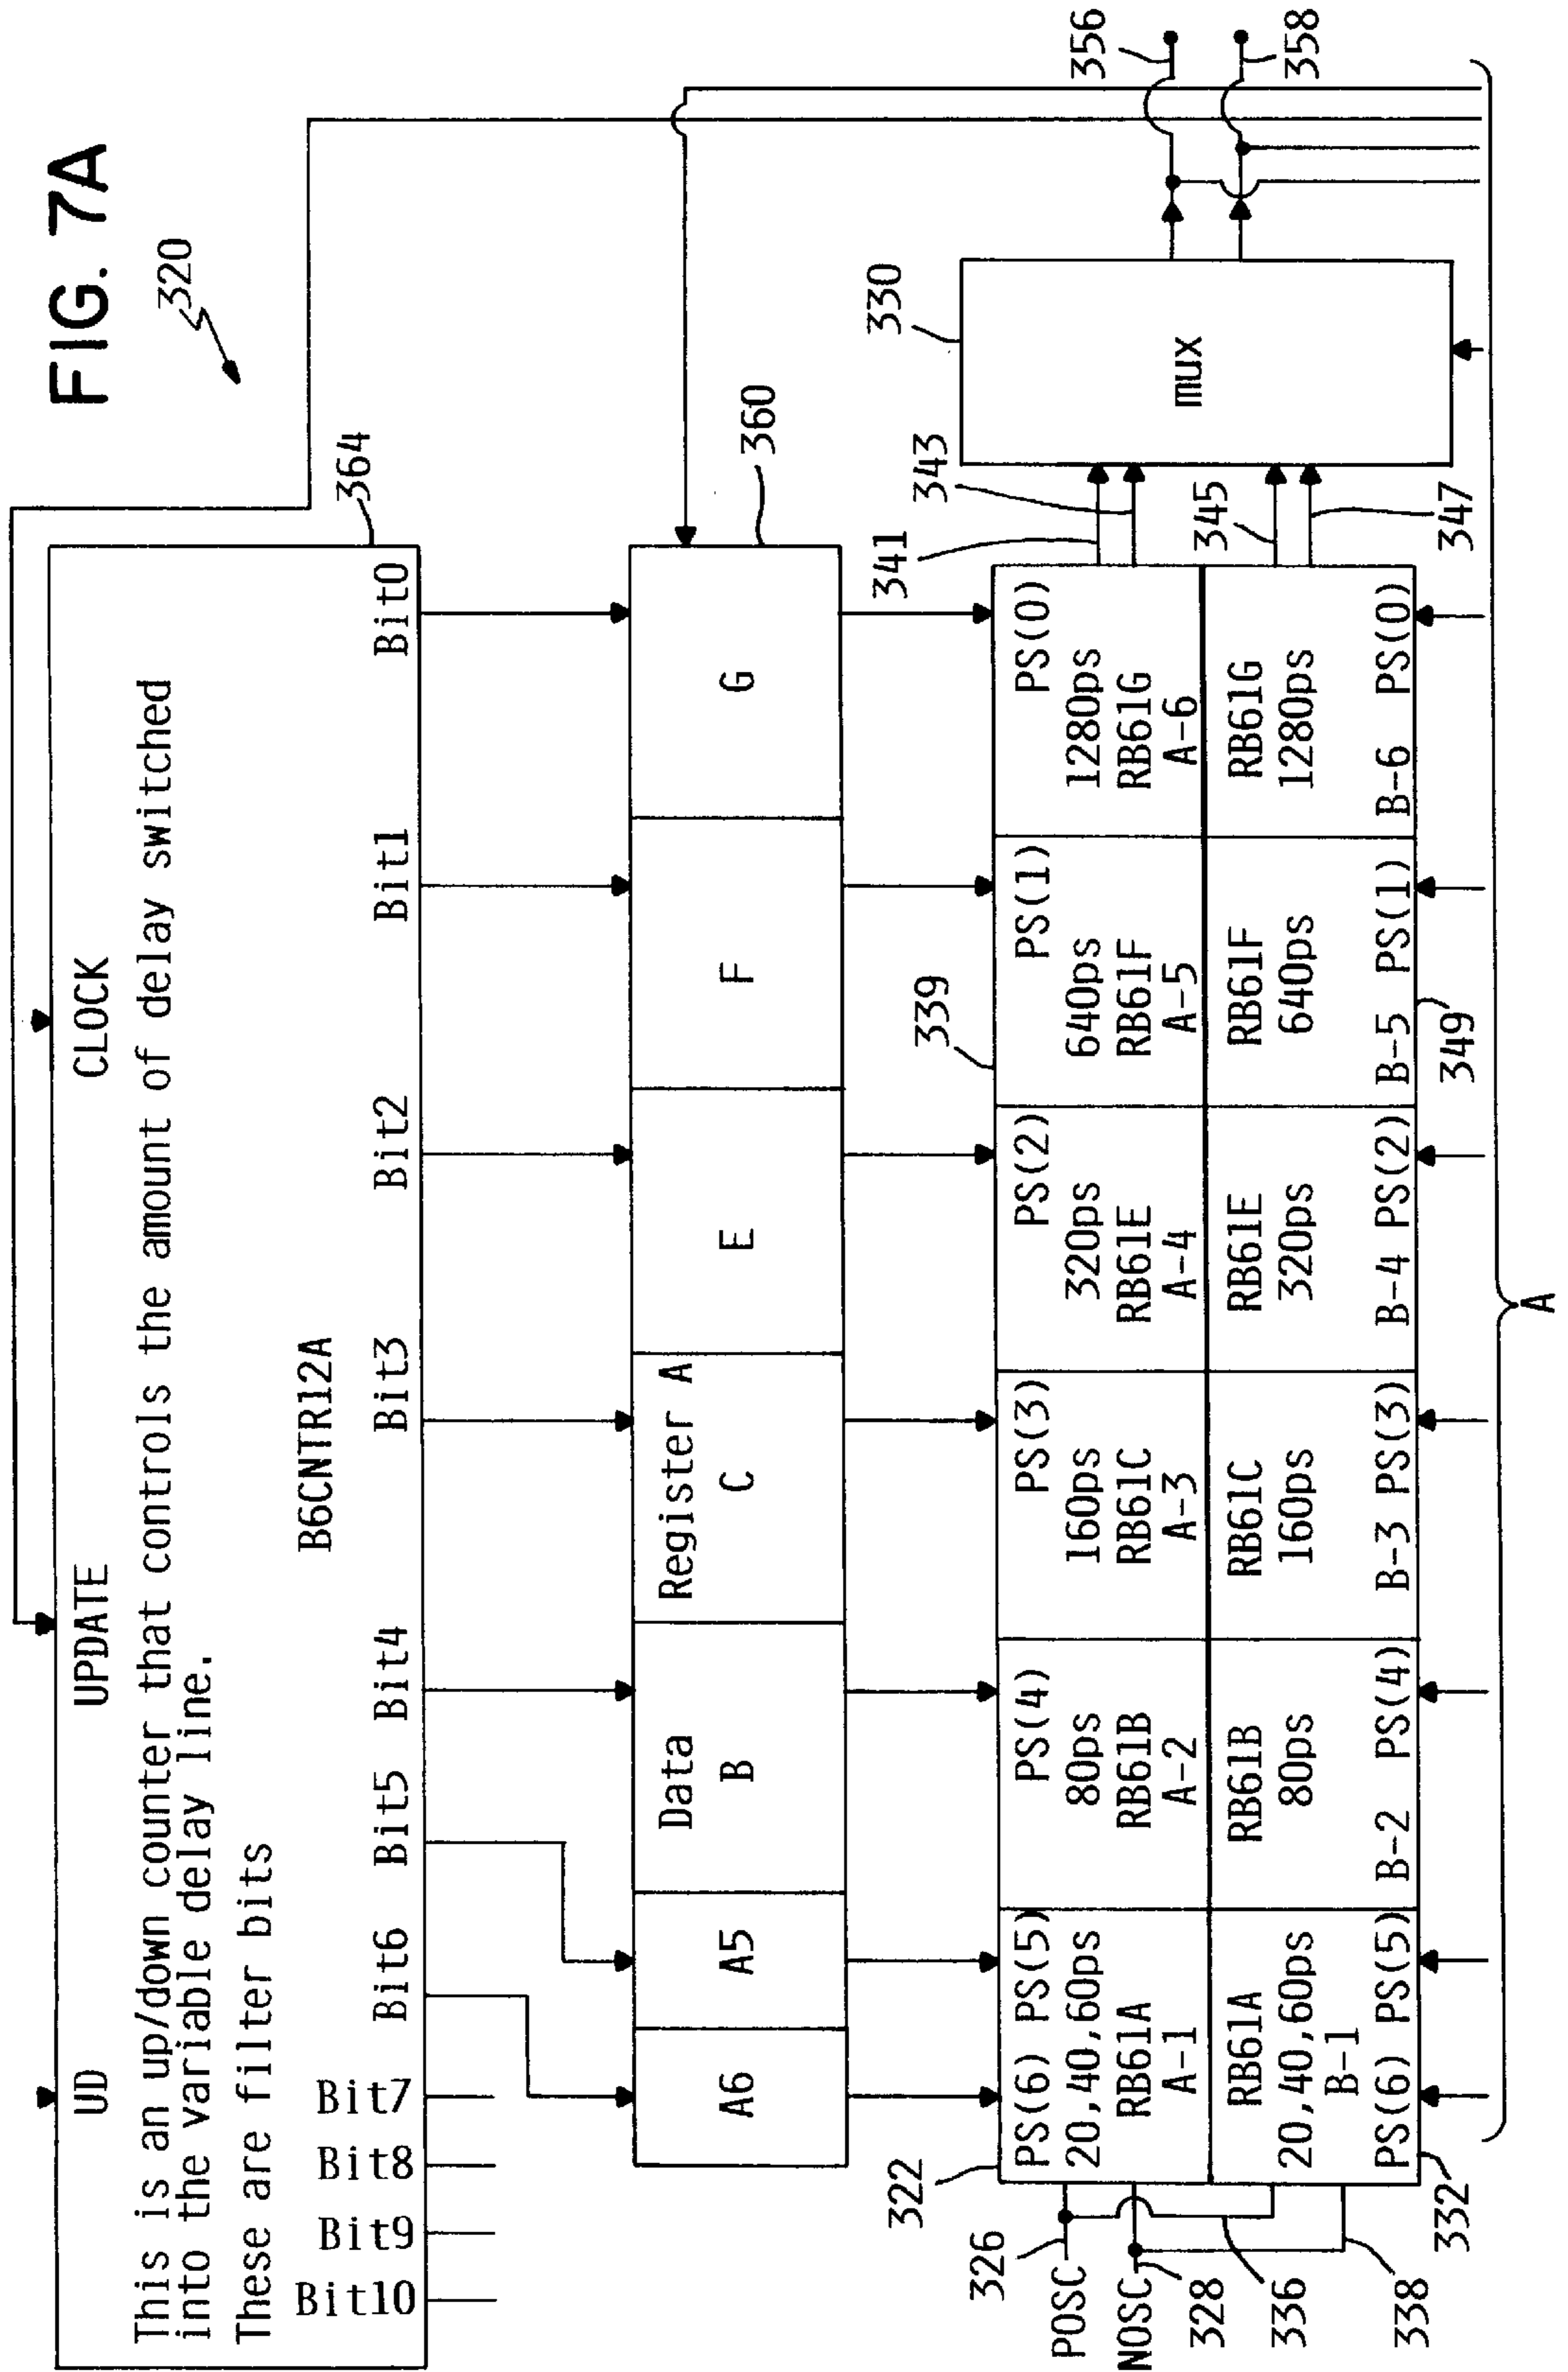 FIG. 7A
320
UD
UPDATE
CLOCK
This is an up/down counter that controls the amount of delay switched
into the variable delay line.
These are filter bits
B6CNTR12A
364
Bit10
Bit9
Bit8
Bit7
Bit6
Bit5
Bit4
Bit3
Bit2
Bit1
Bit0
Data
Register A
A6
A5
B
C
E
F
G
360
322
339
341
343
330
326
POSC
NOSC
328
336
338
332
PS(6) PS(5)
20,40,60ps
RB61A
A-1
PS(4)
80ps
RB61B
A-2
PS(3)
160ps
RB61C
A-3
PS(2)
320ps
RB61E
A-4
PS(1)
640ps
RB61F
A-5
PS(0)
1280ps
RB61G
A-6
RB61A
20,40,60ps
B-1
PS(6) PS(5)
RB61B
80ps
B-2 PS(4)
RB61C
160ps
B-3 PS(3)
RB61E
320ps
B-4 PS(2)
RB61F
640ps
B-5 PS(1)
RB61G
1280ps
B-6 PS(0)
349
345
347
mux
356
358
A